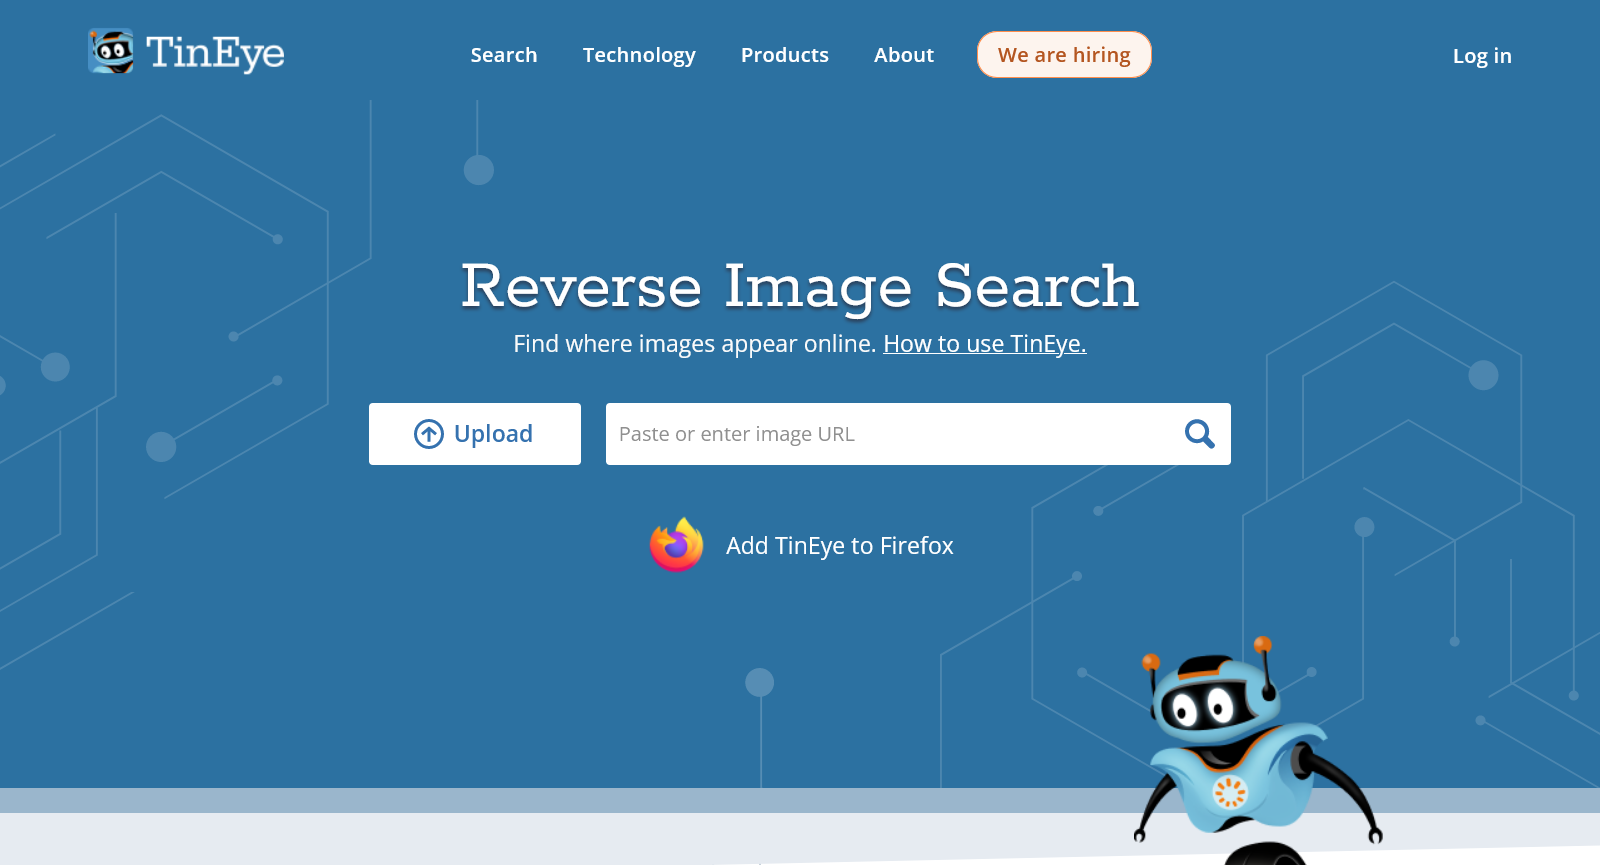 TinEye
Search Technology Products About We are hiring Log in
Reverse Image Search
Find where images appear online. How to use TinEye.
Upload Paste or enter image URL
Add TinEye to Firefox